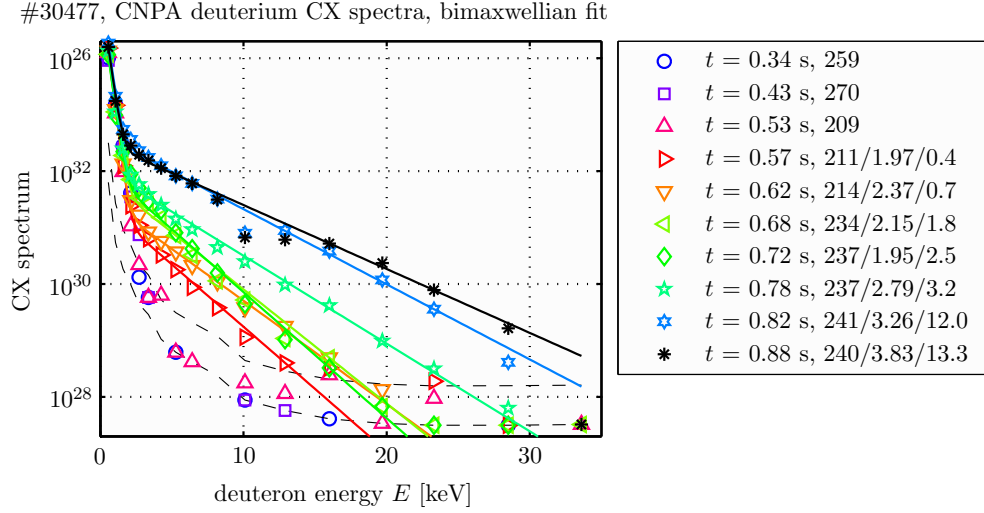 #30477, CNPA deuterium CX spectra, bimaxwellian fit
CX spectrum
10^26
10^32
10^30
10^28
0
10
20
30
deuteron energy E [keV]
t = 0.34 s, 259
t = 0.43 s, 270
t = 0.53 s, 209
t = 0.57 s, 211/1.97/0.4
t = 0.62 s, 214/2.37/0.7
t = 0.68 s, 234/2.15/1.8
t = 0.72 s, 237/1.95/2.5
t = 0.78 s, 237/2.79/3.2
t = 0.82 s, 241/3.26/12.0
t = 0.88 s, 240/3.83/13.3